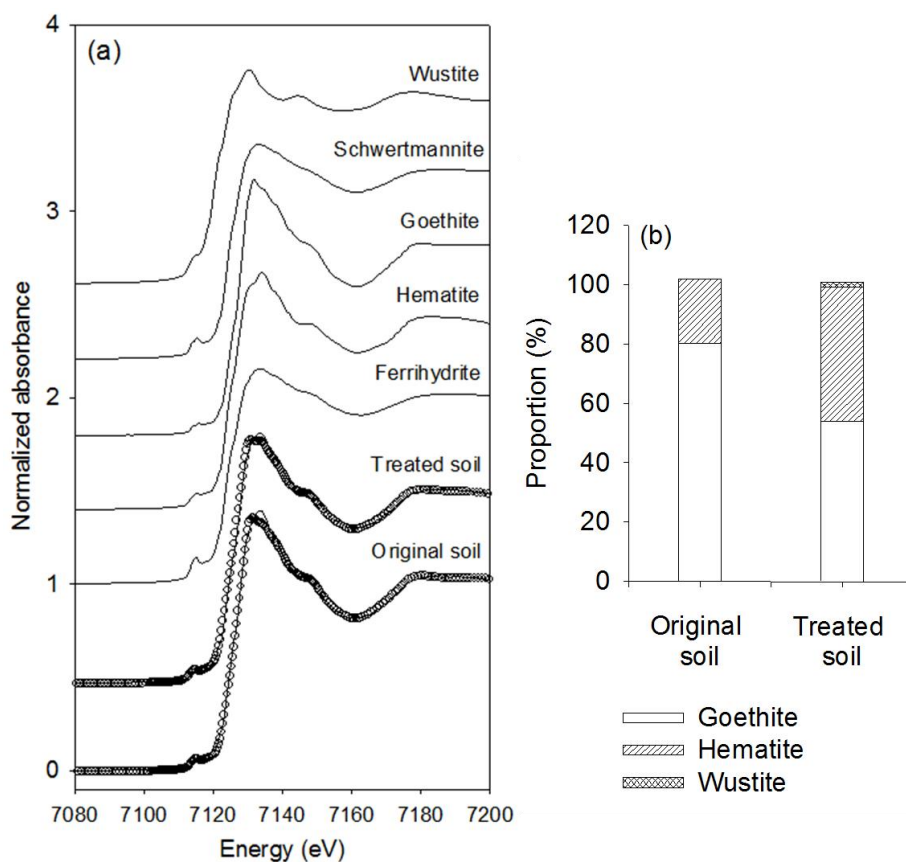 (a)
4
3
2
1
0
Normalized absorbance
Wustite
Schwertmannite
Goethite
Hematite
Ferrihydrite
Treated soil
Original soil
7080 7100 7120 7140 7160 7180 7200
Energy (eV)
(b)
120
100
80
60
40
20
0
Proportion (%)
Original
soil
Treated
soil
Goethite
Hematite
Wustite